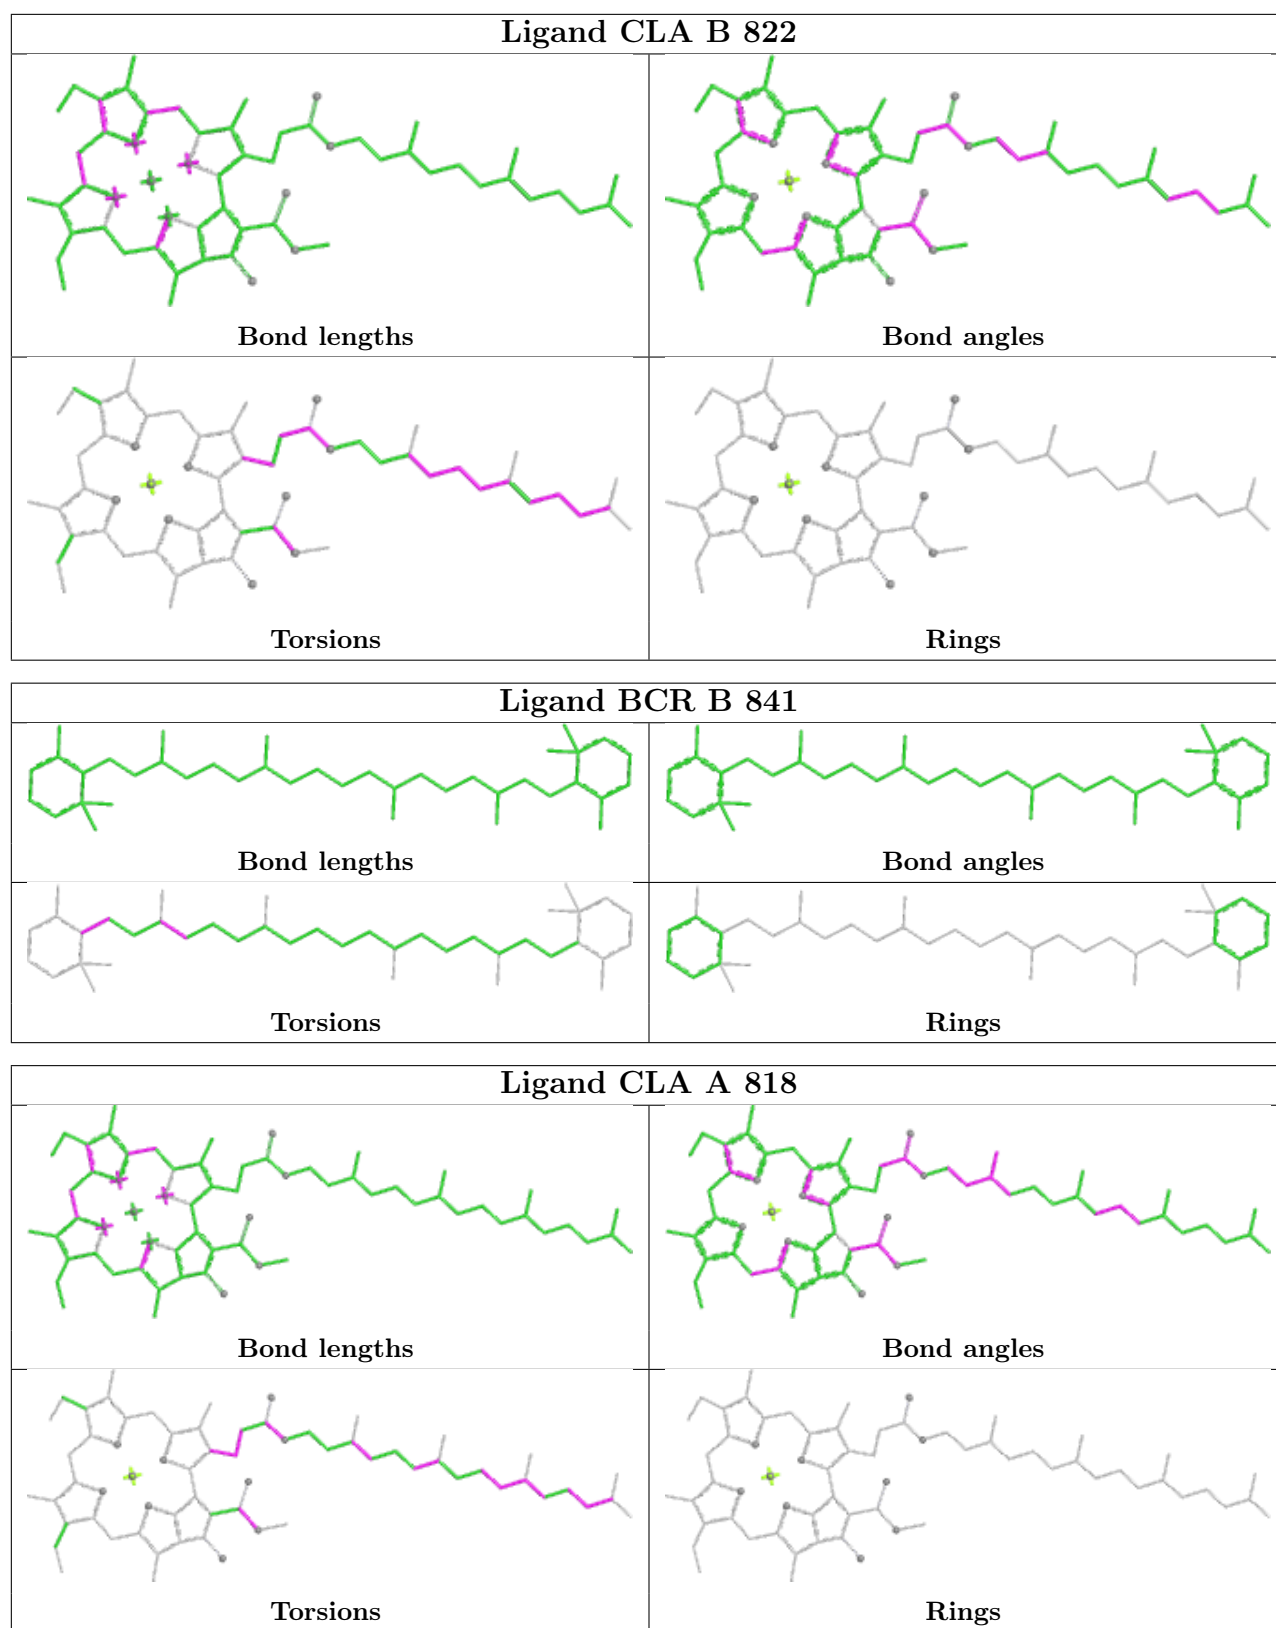 Ligand CLA B 822
Bond lengths
Bond angles
Torsions
Rings
Ligand BCR B 841
Bond lengths
Bond angles
Torsions
Rings
Ligand CLA A 818
Bond lengths
Bond angles
Torsions
Rings